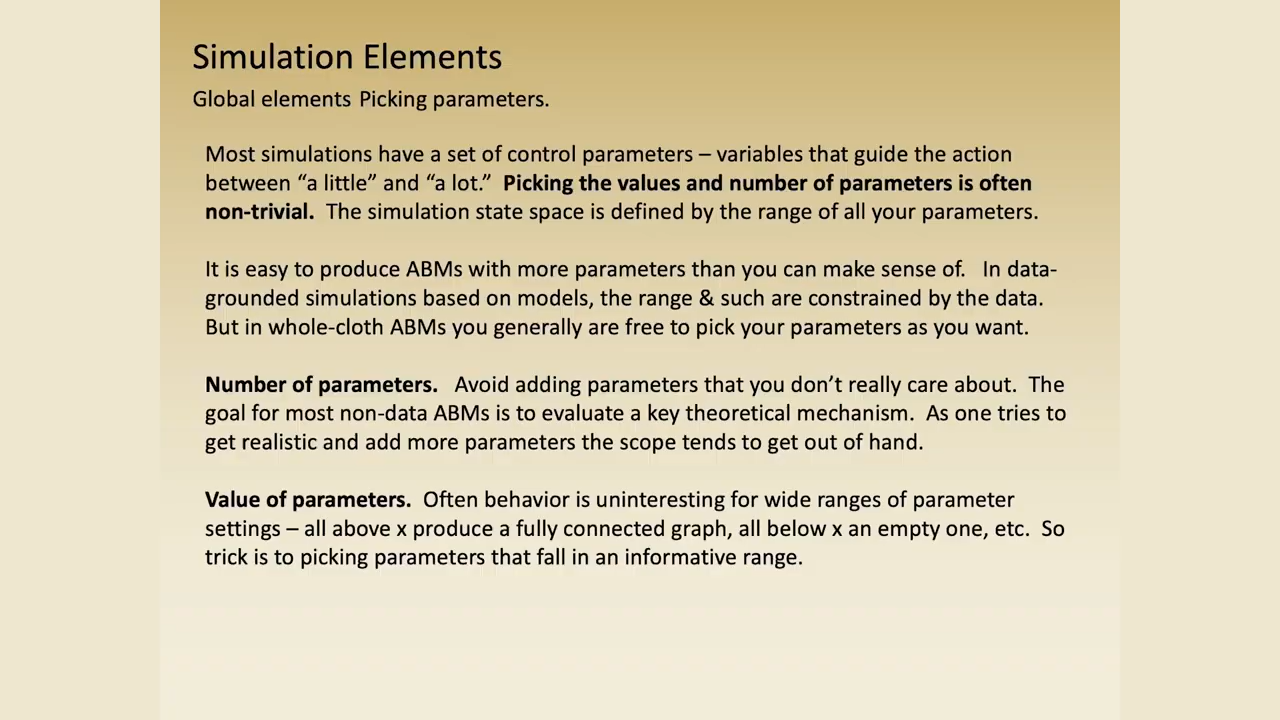 Simulation Elements
Global elements Picking parameters.
Most simulations have a set of control parameters – variables that guide the action
between “a little” and “a lot.” Picking the values and number of parameters is often
non-trivial. The simulation state space is defined by the range of all your parameters.
It is easy to produce ABMs with more parameters than you can make sense of. In data-
grounded simulations based on models, the range & such are constrained by the data.
But in whole-cloth ABMs you generally are free to pick your parameters as you want.
Number of parameters. Avoid adding parameters that you don’t really care about. The
goal for most non-data ABMs is to evaluate a key theoretical mechanism. As one tries to
get realistic and add more parameters the scope tends to get out of hand.
Value of parameters. Often behavior is uninteresting for wide ranges of parameter
settings – all above x produce a fully connected graph, all below x an empty one, etc. So
trick is to picking parameters that fall in an informative range.